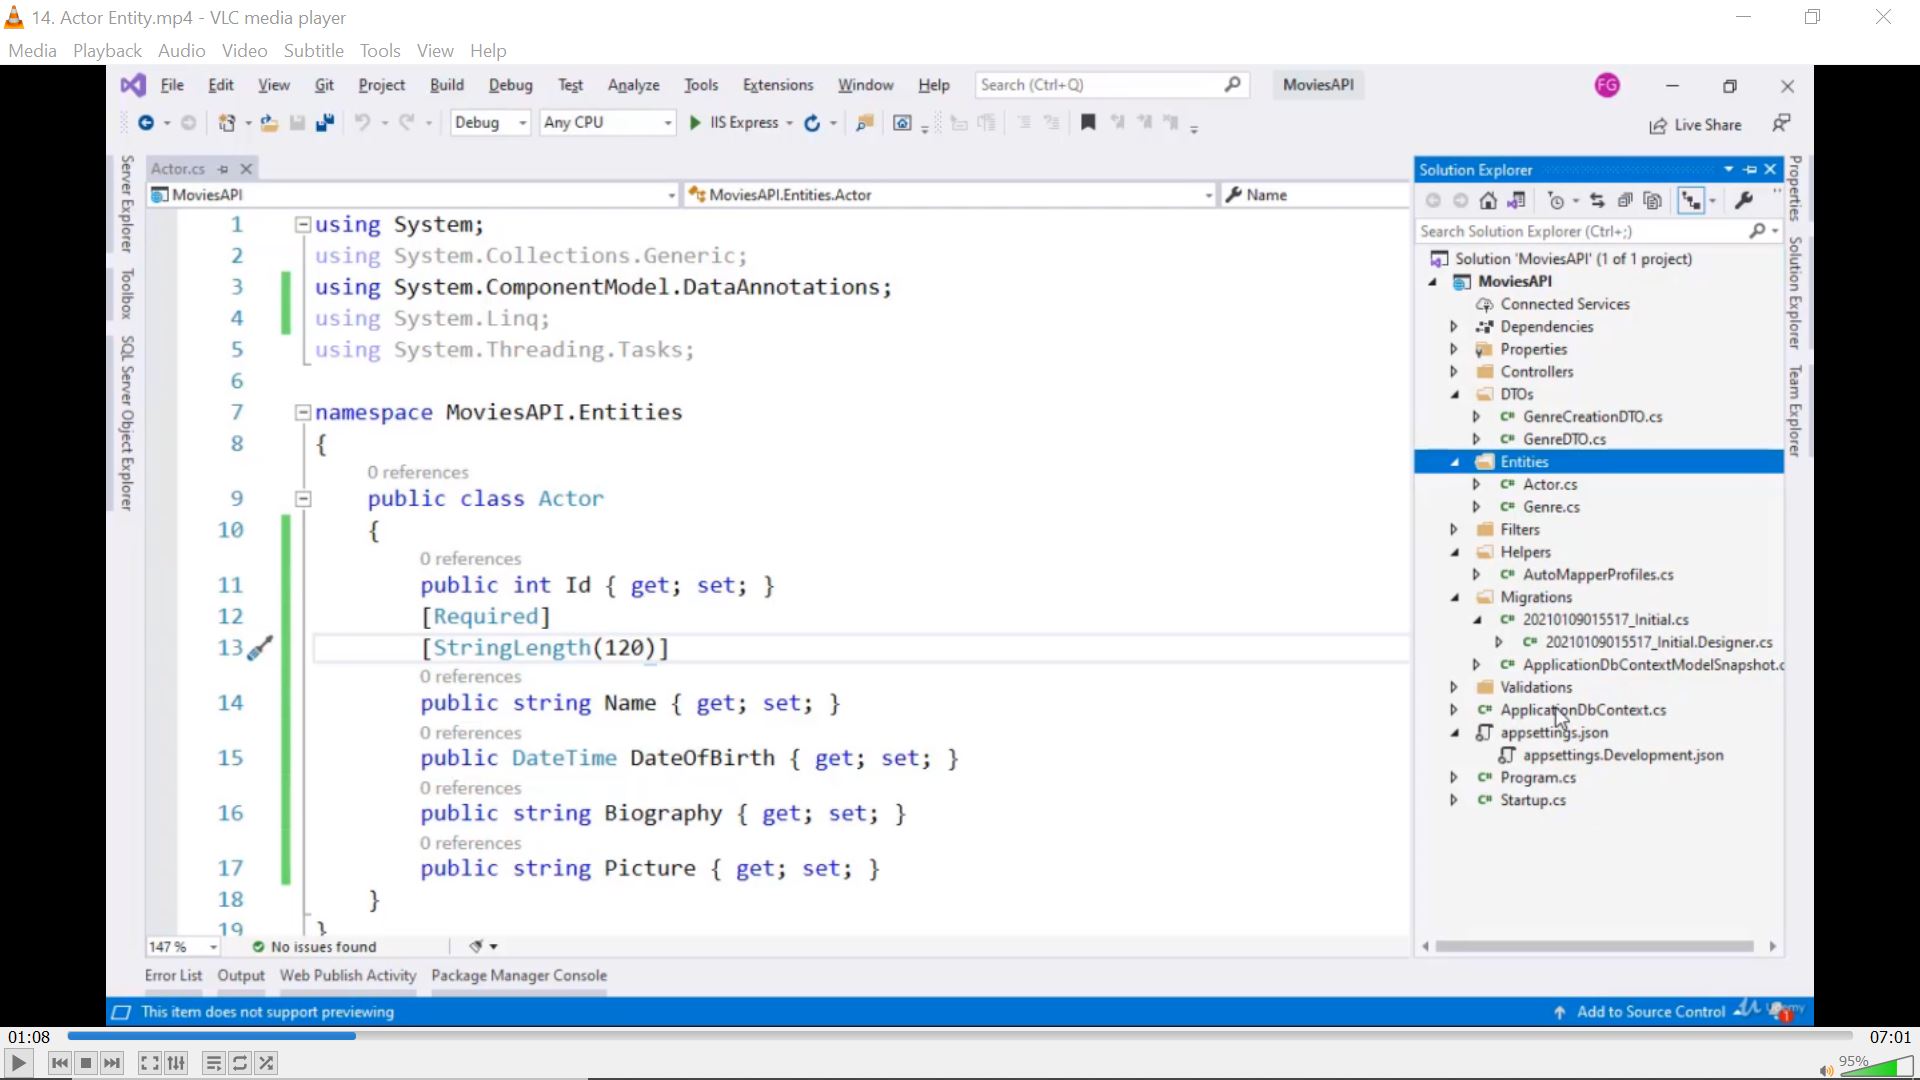 14. Actor Entity.mp4 - VLC media player
Media Playback Audio Video Subtitle Tools View Help
File Edit View Git Project Build Debug Test Analyze Tools Extensions Window Help Search (Ctrl+Q) MoviesAPI FG
Debug Any CPU IIS Express Live Share
Server Explorer
Toolbox
SQL Server Object Explorer
Actor.cs
MoviesAPI MoviesAPI.Entities.Actor Name
1 using System;
2 using System.Collections.Generic;
3 using System.ComponentModel.DataAnnotations;
4 using System.Linq;
5 using System.Threading.Tasks;
6
7 namespace MoviesAPI.Entities
8 {
0 references
9 public class Actor
10 {
0 references
11 public int Id { get; set; }
12 [Required]
13 [StringLength(120)]
0 references
14 public string Name { get; set; }
0 references
15 public DateTime DateOfBirth { get; set; }
0 references
16 public string Biography { get; set; }
0 references
17 public string Picture { get; set; }
18 }
19 }
147 % No issues found
Error List Output Web Publish Activity Package Manager Console
This item does not support previewing
Solution Explorer
Search Solution Explorer (Ctrl+;)
Solution 'MoviesAPI' (1 of 1 project)
MoviesAPI
Connected Services
Dependencies
Properties
Controllers
DTOs
C# GenreCreationDTO.cs
C# GenreDTO.cs
Entities
C# Actor.cs
C# Genre.cs
Filters
Helpers
C# AutoMapperProfiles.cs
Migrations
C# 20210109015517_Initial.cs
C# 20210109015517_Initial.Designer.cs
C# ApplicationDbContextModelSnapshot.c
Validations
C# ApplicationDbContext.cs
appsettings.json
appsettings.Development.json
C# Program.cs
C# Startup.cs
Properties
Solution Explorer
Team Explorer
Add to Source Control 1
01:08 07:01
95%